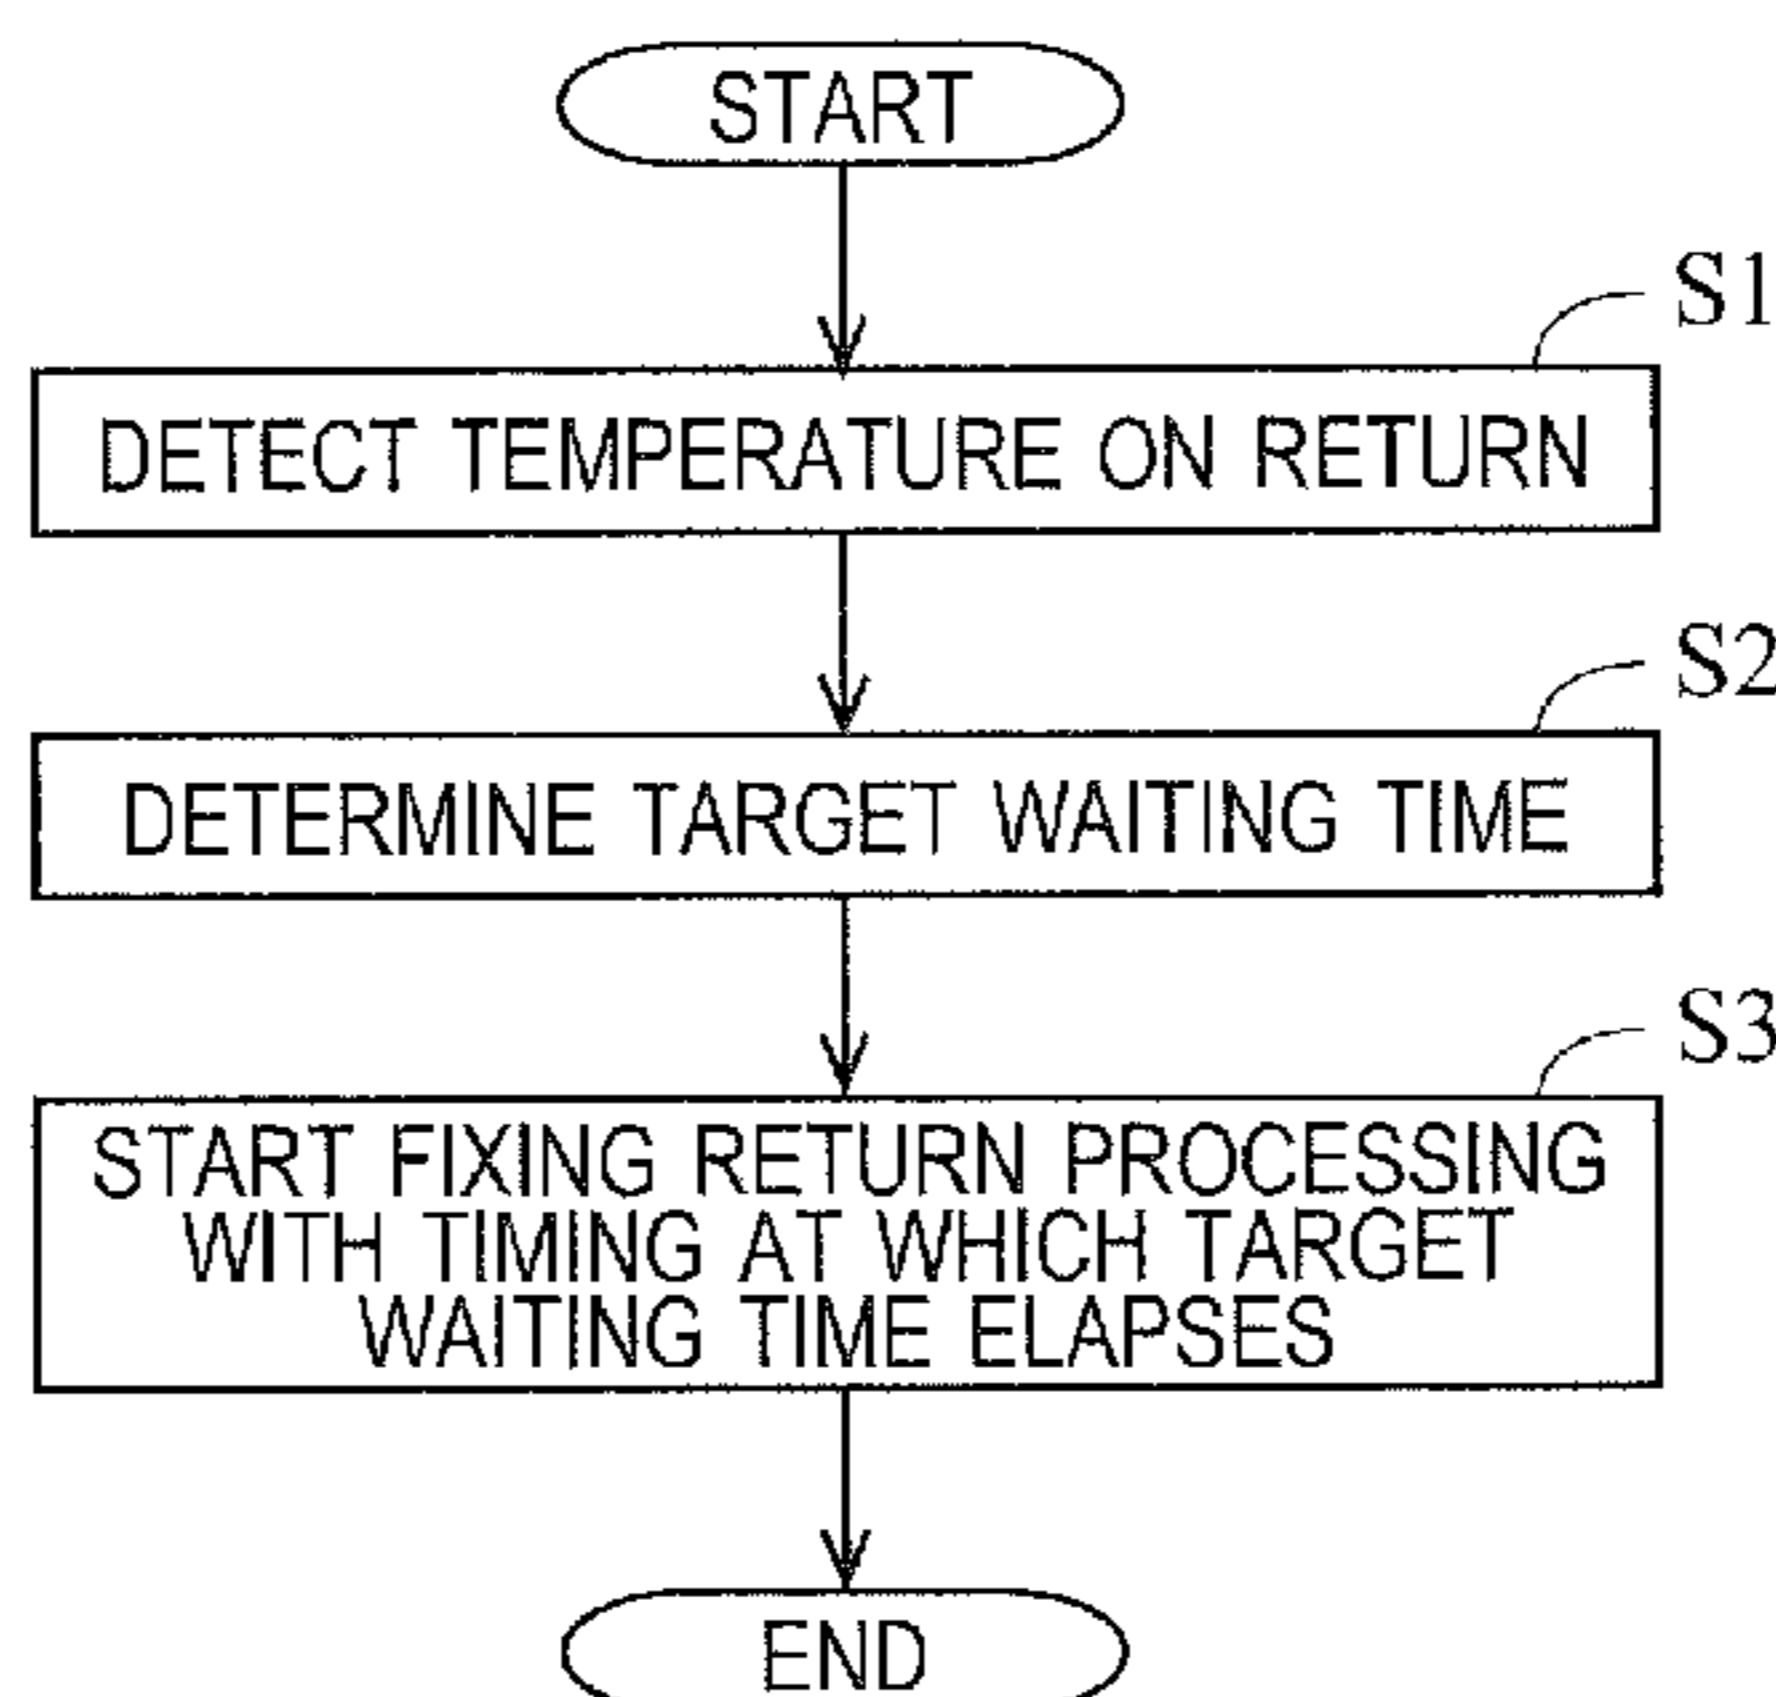 START
S1
DETECT TEMPERATURE ON RETURN
S2
DETERMINE TARGET WAITING TIME
S3
START FIXING RETURN PROCESSING
WITH TIMING AT WHICH TARGET
WAITING TIME ELAPSES
END